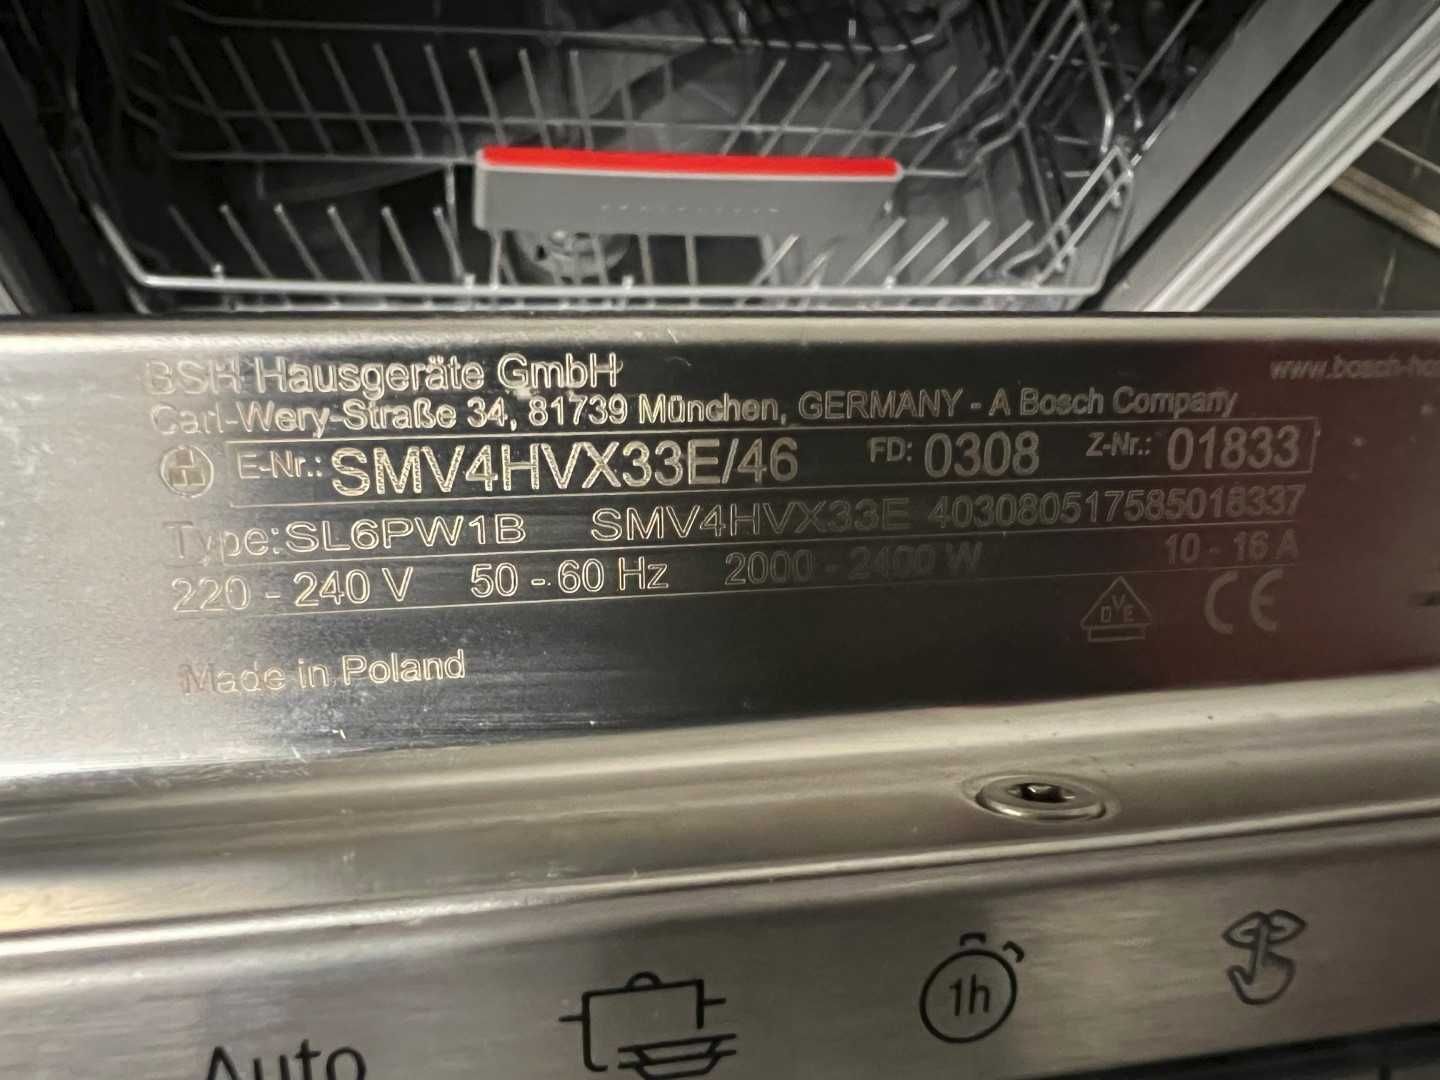 BSH Hausgeräte GmbH
www.bosch-ho
Carl-Wery-Straße 34, 81739 München, GERMANY - A Bosch Company
E-Nr.: SMV4HVX33E/46 FD: 0308 Z-Nr.: 01833
Type: SL6PW1B SMV4HVX33E 403080517585018337
220 - 240 V 50 - 60 Hz 2000 - 2400 W 10 - 16 A
DVE CE
Made in Poland
1h
Auto